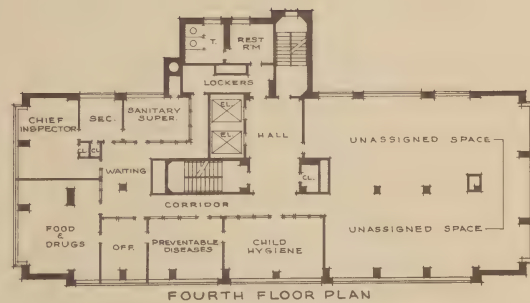 T.
REST
RM
LOCKERS
CHIEF
INSPECTOR
SEC.
SANITARY
SUPER.
EL.
EL.
HALL
UNASSIGNED SPACE
CL.
CL.
WAITING
CL.
CORRIDOR
FOOD
&
DRUGS
OFF.
PREVENTABLE
DISEASES
CHILD
HYGIENE
UNASSIGNED SPACE
FOURTH FLOOR PLAN